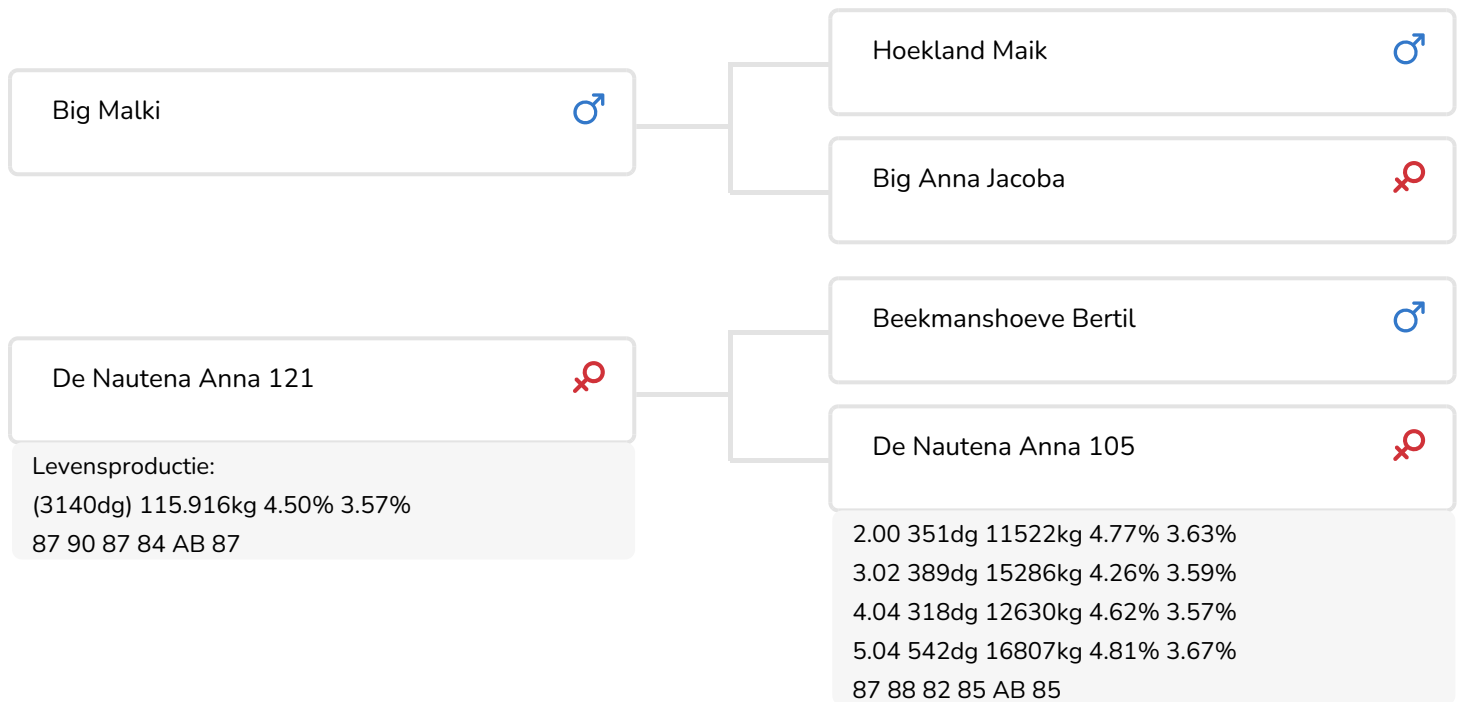 Big Malki
Hoekland Maik
Big Anna Jacoba
De Nautena Anna 121
Levensproductie:
(3140dg) 115.916kg 4.50% 3.57%
87 90 87 84 AB 87
Beekmanshoeve Bertil
De Nautena Anna 105
2.00 351dg 11522kg 4.77% 3.63%
3.02 389dg 15286kg 4.26% 3.59%
4.04 318dg 12630kg 4.62% 3.57%
5.04 542dg 16807kg 4.81% 3.67%
87 88 82 85 AB 85